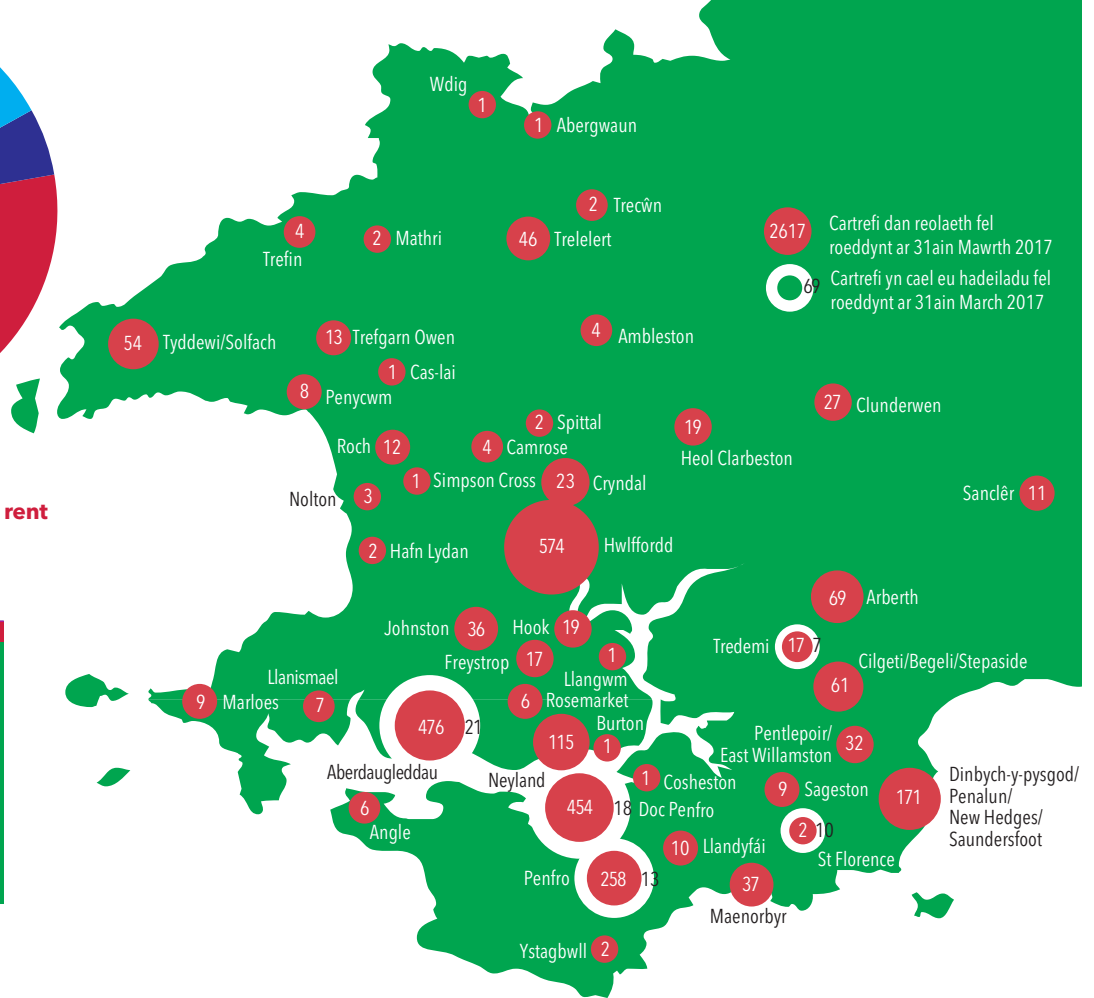 Wdig
1
1 Abergwaun
2 Trecŵn
4
Trefin
2 Mathri
46 Trelelert
2617 Cartrefi dan reolaeth fel
roeddynt ar 31ain Mawrth 2017
69 Cartrefi yn cael eu hadeiladu fel
roeddynt ar 31ain March 2017
54 Tyddewi/Solfach
13 Trefgarn Owen
4 Ambleston
1 Cas-lai
8 Penycwm
27 Clunderwen
2 Spittal
19
Heol Clarbeston
Roch 12
4 Camrose
1 Simpson Cross
23 Cryndal
Nolton 3
Sanclêr 11
rent
2 Hafn Lydan
574 Hwlffordd
69 Arberth
Johnston 36
Hook 19
Tredemi 17 7
Freystrop 17
1
Llangwm
Cilgeti/Begeli/Stepaside
61
Llanismael
7
9 Marloes
6 Rosemarket
476 21
Aberdaugleddau
Burton
1
115
Neyland
Pentlepoir/
East Willamston
32
1 Cosheston
9 Sageston
171
Dinbych-y-pysgod/
Penalun/
New Hedges/
Saundersfoot
6
Angle
454 18 Doc Penfro
2 10
St Florence
10 Llandyfái
Penfro 258 13
37
Maenorbyr
Ystagbwll 2